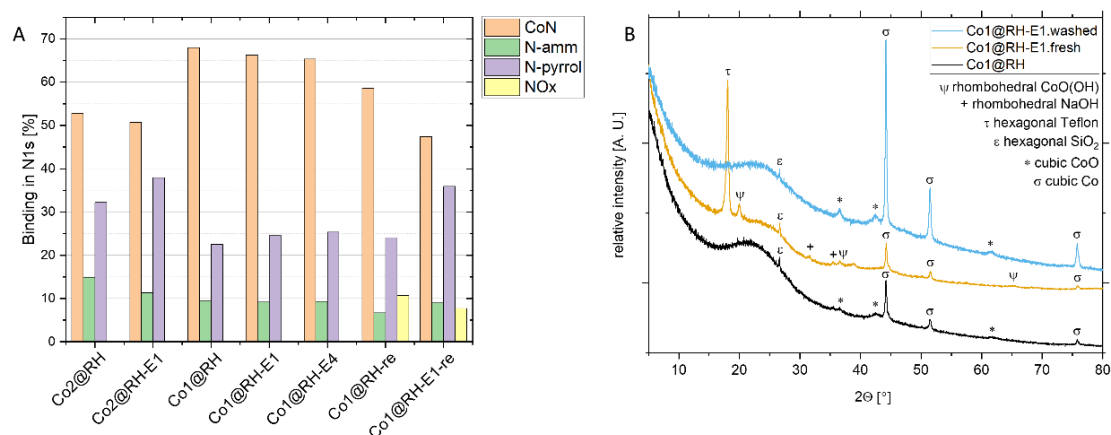 A
Binding in N1s [%]
70
60
50
40
30
20
10
0
Co2@RH
Co2@RH-E1
Co1@RH
Co1@RH-E1
Co1@RH-E4
Co1@RH-re
Co1@RH-E1-re
CoN
N-amm
N-pyrrol
NOx
B
relative intensity [A. U.]
Co1@RH-E1.washed
Co1@RH-E1.fresh
Co1@RH
ψ rhombohedral CoO(OH)
+ rhombohedral NaOH
τ hexagonal Teflon
ε hexagonal SiO₂
* cubic CoO
σ cubic Co
σ
τ
ε
* * σ * σ
ψ
ε
+ + ψ σ σ ψ σ
ε
* * σ σ * σ
10 20 30 40 50 60 70 80
2Θ [°]